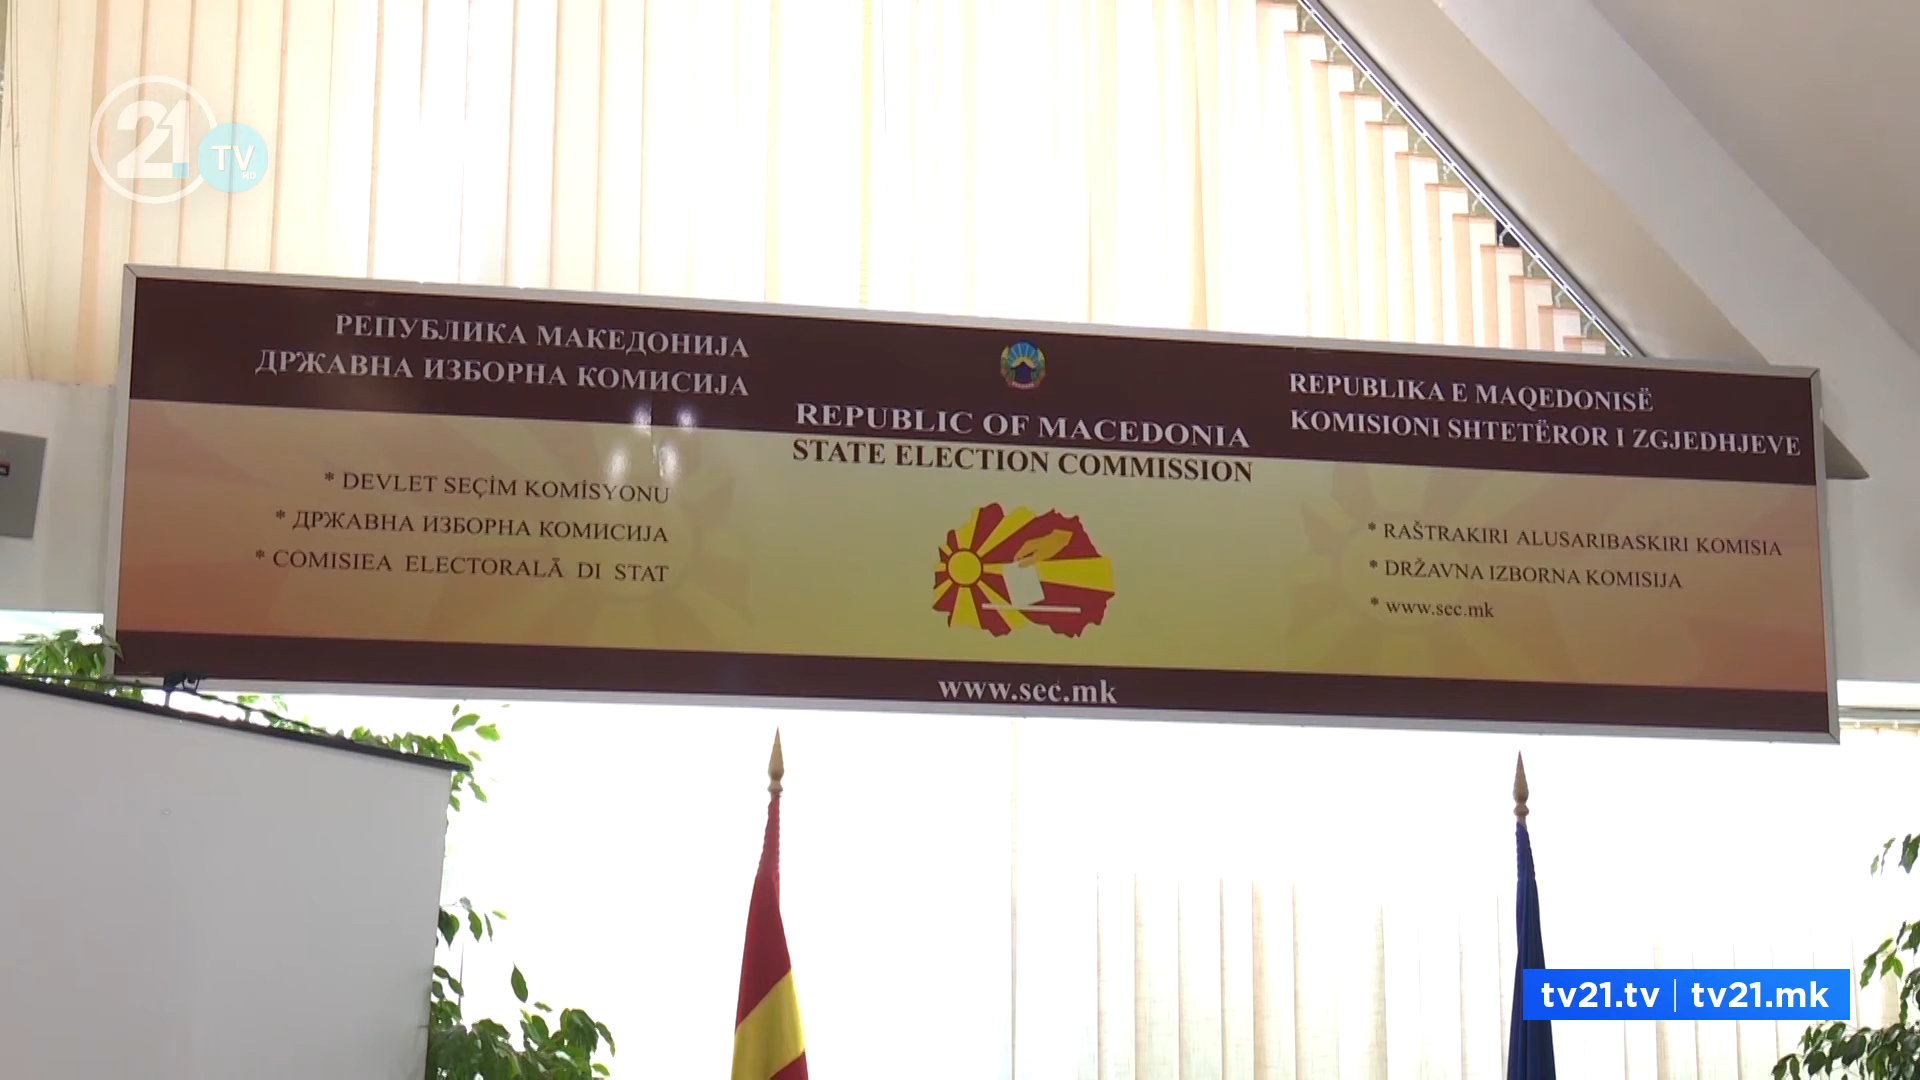 21 TV HD
РЕПУБЛИКА МАКЕДОНИЈА
ДРЖАВНА ИЗБОРНА КОМИСИЈА
REPUBLIC OF MACEDONIA
STATE ELECTION COMMISSION
REPUBLIKA E MAQEDONISË
KOMISIONI SHTETËROR I ZGJEDHJEVE
* DEVLET SEÇİM KOMİSYONU
* ДРЖАВНА ИЗБОРНА КОМИСИЈА
* COMISIEA ELECTORALĂ DI STAT
* RAŠTRAKIRI ALUSARIBASKIRI KOMISIA
* DRŽAVNA IZBORNA KOMISIJA
* www.sec.mk
www.sec.mk
tv21.tv | tv21.mk